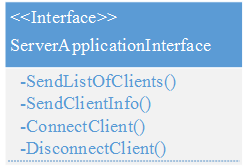 <<Interface>>
ServerApplicationInterface
-SendListOfClients()
-SendClientInfo()
-ConnectClient()
-DisconnectClient()